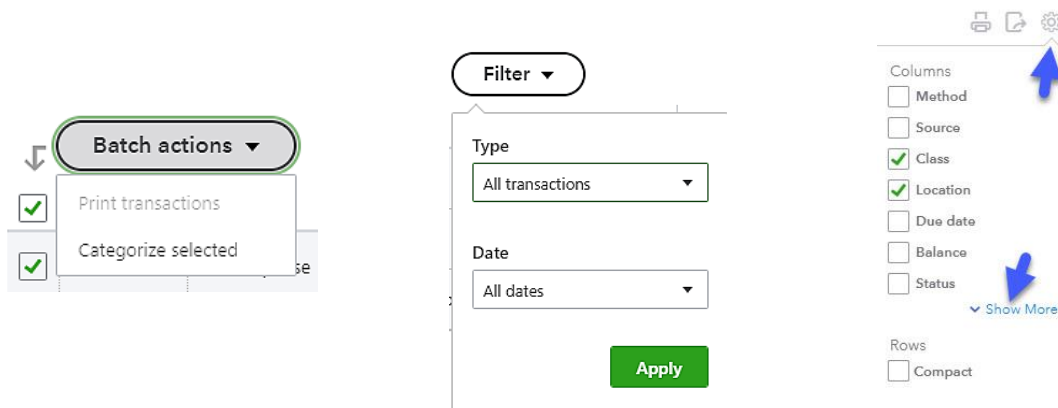 Batch actions
Print transactions
Categorize selected
se
Filter
Type
All transactions
Date
All dates
Apply
Columns
Method
Source
Class
Location
Due date
Balance
Status
Show More
Rows
Compact